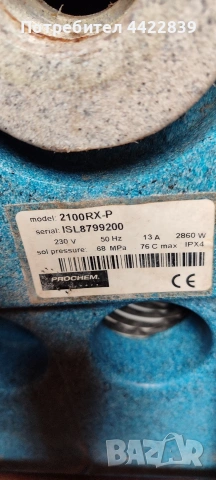 Потребител 4422839
model: 2100RX-P
serial: ISL8799200
230 V 50 Hz 13 A 2860 W
sol pressure: 68 MPa 76 C max IPX4
PROCHEM.
CE
BAZAR
bg